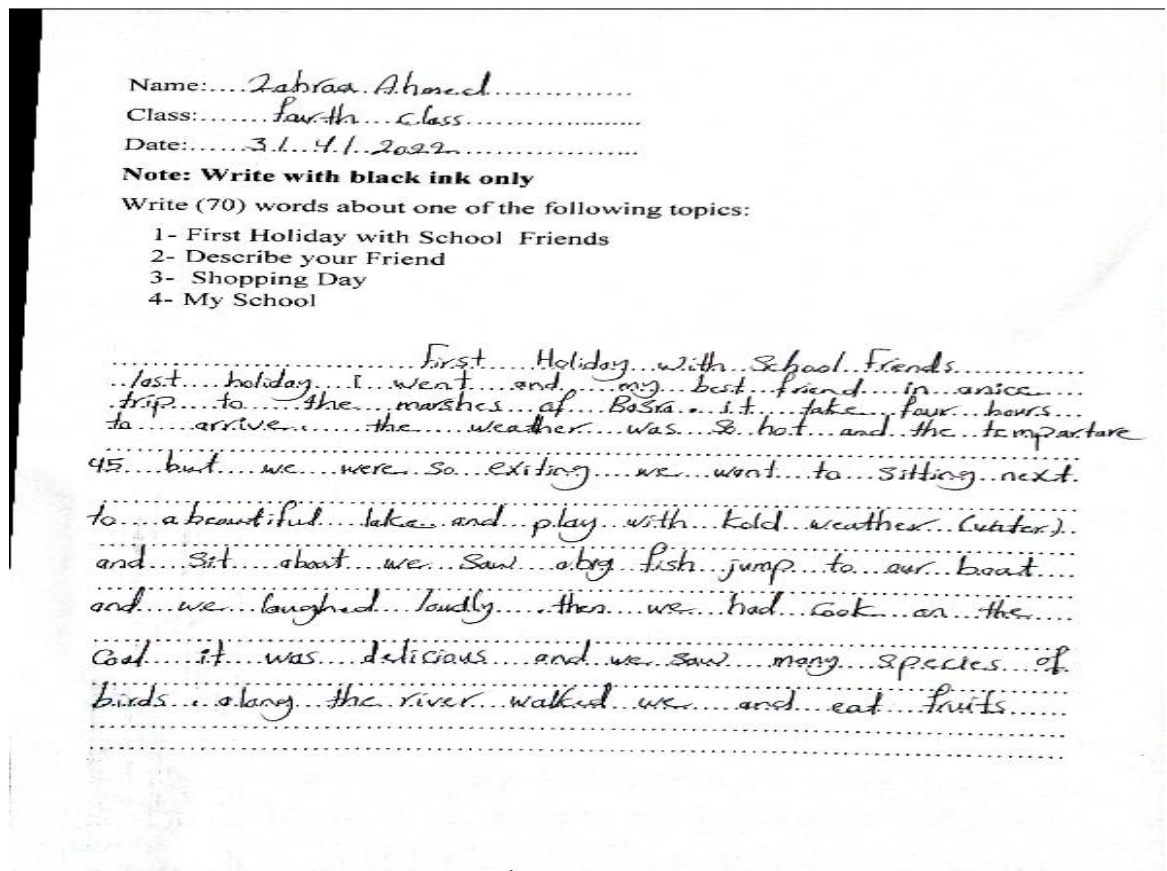 Name:....Zahraa Ahmed...............
Class:.......fourth class.....................
Date:......3/ 4/ 2022.....................
Note: Write with black ink only
Write (70) words about one of the following topics:
1- First Holiday with School Friends
2- Describe your Friend
3- Shopping Day
4- My School
First Holiday with School Friends
last holiday i went and my best friend in anice
trip to the marshes of Basra. it take four hours
to arrive. the weather was so hot and the tempartare
45 but we were so exiting we went to sitting next
to abeautiful lake and play with kold weather (water)
and sit aboat we saw abig fish jump to our boat
and we laughed loudly. then we had cook on the
coal it was delicious and we saw many species of
birds. along the river walked we and eat fruits